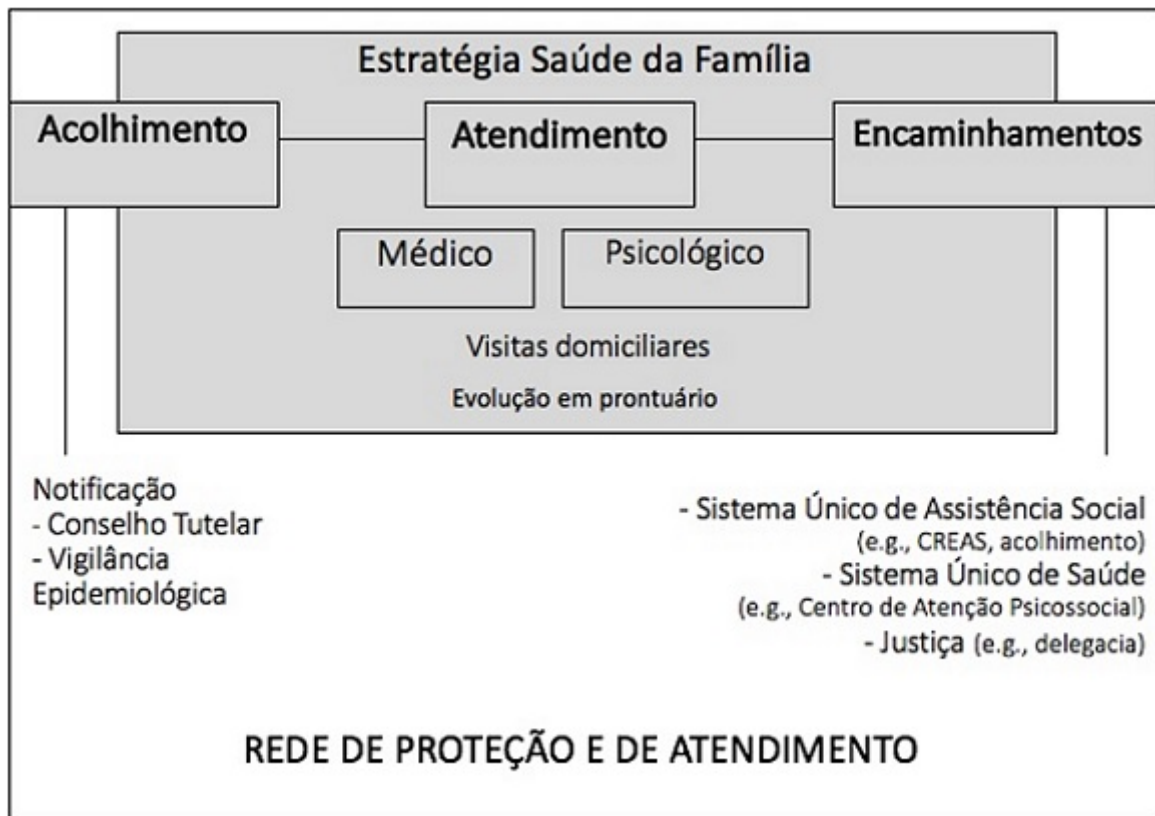 Estratégia Saúde da Família
Acolhimento
Atendimento
Encaminhamentos
Médico
Psicológico
Visitas domiciliares
Evolução em prontuário
Notificação
- Conselho Tutelar
- Vigilância
Epidemiológica
- Sistema Único de Assistência Social
(e.g., CREAS, acolhimento)
- Sistema Único de Saúde
(e.g., Centro de Atenção Psicossocial)
- Justiça (e.g., delegacia)
REDE DE PROTEÇÃO E DE ATENDIMENTO